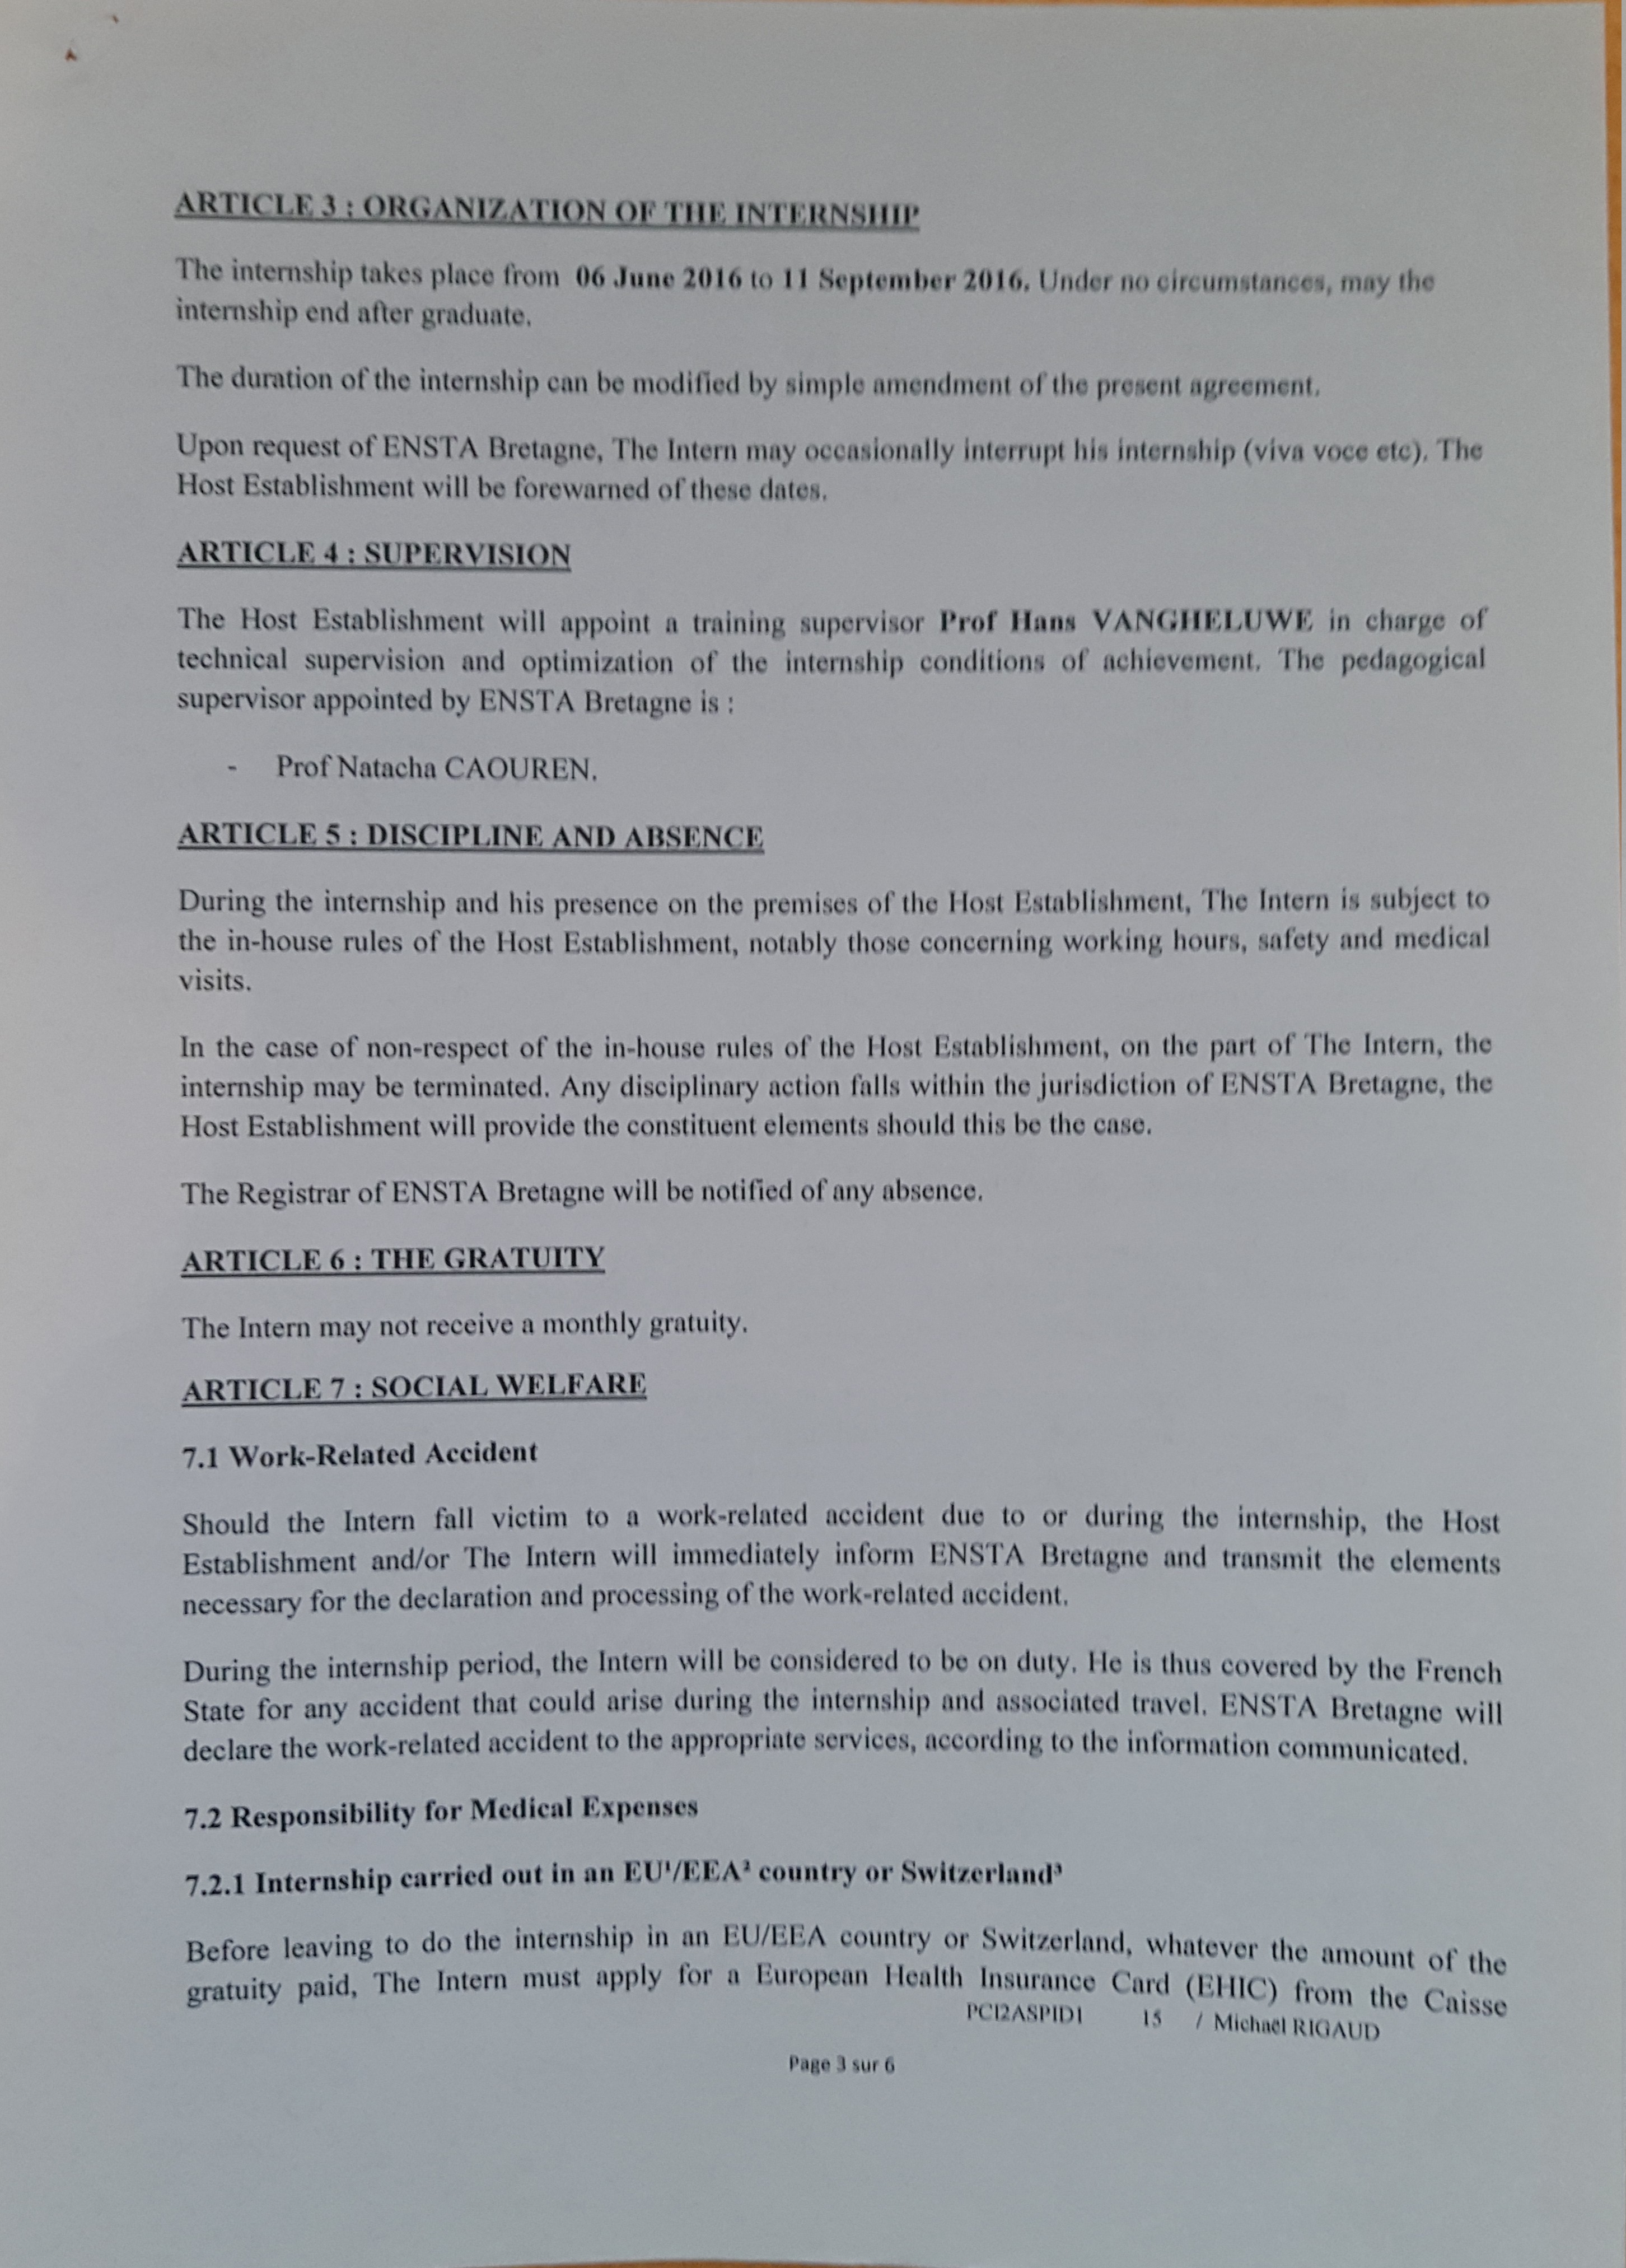 ARTICLE 3 : ORGANIZATION OF THE INTERNSHIP
The internship takes place from 06 June 2016 to 11 September 2016. Under no circumstances, may the
internship end after graduate.
The duration of the internship can be modified by simple amendment of the present agreement.
Upon request of ENSTA Bretagne, The Intern may occasionally interrupt his internship (viva voce etc). The
Host Establishment will be forewarned of these dates.
ARTICLE 4 : SUPERVISION
The Host Establishment will appoint a training supervisor Prof Hans VANGHELUWE in charge of
technical supervision and optimization of the internship conditions of achievement. The pedagogical
supervisor appointed by ENSTA Bretagne is :
- Prof Natacha CAOUREN.
ARTICLE 5 : DISCIPLINE AND ABSENCE
During the internship and his presence on the premises of the Host Establishment, The Intern is subject to
the in-house rules of the Host Establishment, notably those concerning working hours, safety and medical
visits.
In the case of non-respect of the in-house rules of the Host Establishment, on the part of The Intern, the
internship may be terminated. Any disciplinary action falls within the jurisdiction of ENSTA Bretagne, the
Host Establishment will provide the constituent elements should this be the case.
The Registrar of ENSTA Bretagne will be notified of any absence.
ARTICLE 6 : THE GRATUITY
The Intern may not receive a monthly gratuity.
ARTICLE 7 : SOCIAL WELFARE
7.1 Work-Related Accident
Should the Intern fall victim to a work-related accident due to or during the internship, the Host
Establishment and/or The Intern will immediately inform ENSTA Bretagne and transmit the elements
necessary for the declaration and processing of the work-related accident.
During the internship period, the Intern will be considered to be on duty. He is thus covered by the French
State for any accident that could arise during the internship and associated travel. ENSTA Bretagne will
declare the work-related accident to the appropriate services, according to the information communicated.
7.2 Responsibility for Medical Expenses
7.2.1 Internship carried out in an EU¹/EEA² country or Switzerland³
Before leaving to do the internship in an EU/EEA country or Switzerland, whatever the amount of the
gratuity paid, The Intern must apply for a European Health Insurance Card (EHIC) from the Caisse
PC12ASPID1 15 / Michaël RIGAUD
Page 3 sur 6